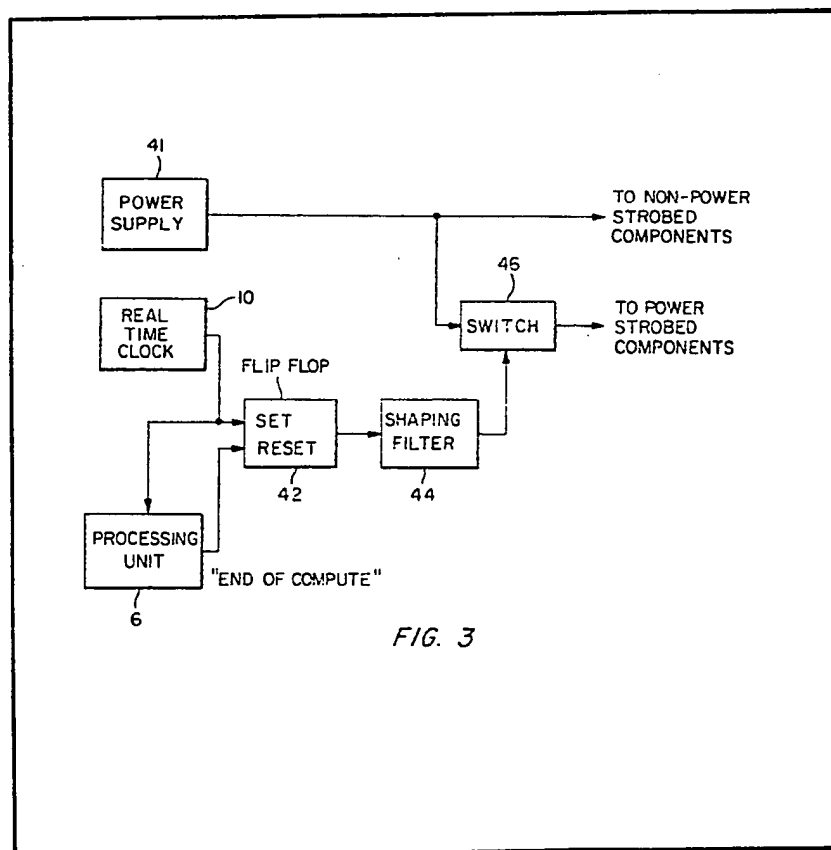 41
POWER
SUPPLY
TO NON-POWER
STROBED
COMPONENTS
10
REAL
TIME
CLOCK
46
SWITCH
TO POWER
STROBED
COMPONENTS
FLIP FLOP
SET
RESET
42
SHAPING
FILTER
44
PROCESSING
UNIT
6
"END OF COMPUTE"
FIG. 3